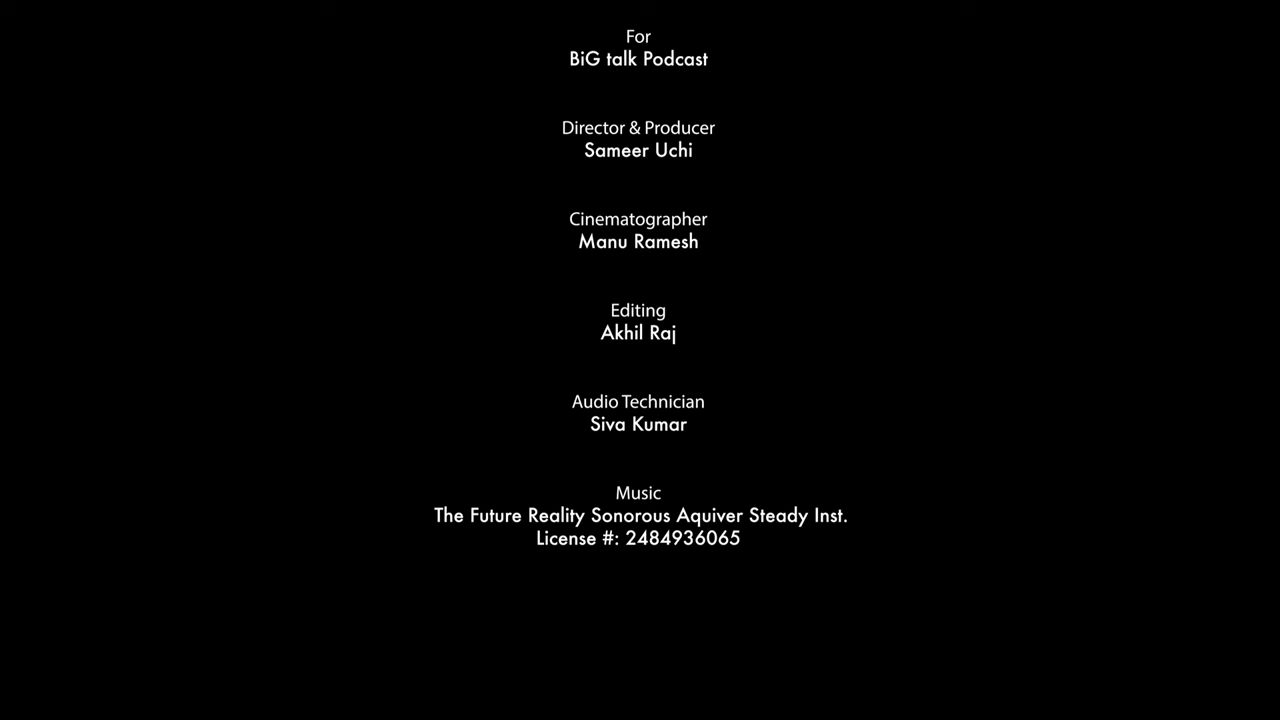 For
BiG talk Podcast
Director & Producer
Sameer Uchi
Cinematographer
Manu Ramesh
Editing
Akhil Raj
Audio Technician
Siva Kumar
Music
The Future Reality Sonorous Aquiver Steady Inst.
License #: 2484936065